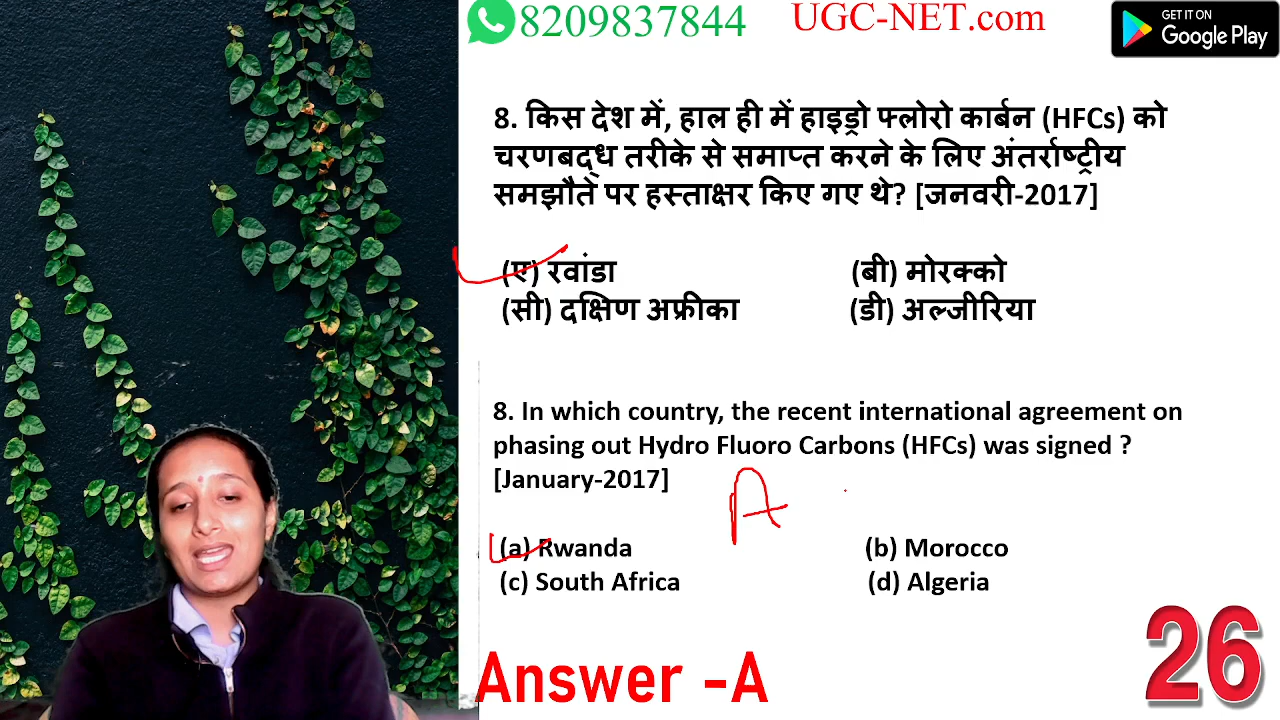 8209837844
UGC-NET.com
GET IT ON
Google Play
8. किस देश में, हाल ही में हाइड्रो फ्लोरो कार्बन (HFCs) को
चरणबद्ध तरीके से समाप्त करने के लिए अंतर्राष्ट्रीय
समझौते पर हस्ताक्षर किए गए थे? [जनवरी-2017]
(ए) रवांडा (बी) मोरक्को
(सी) दक्षिण अफ्रीका (डी) अल्जीरिया
8. In which country, the recent international agreement on
phasing out Hydro Fluoro Carbons (HFCs) was signed ?
[January-2017]
A
(a) Rwanda (b) Morocco
(c) South Africa (d) Algeria
Answer -A
26